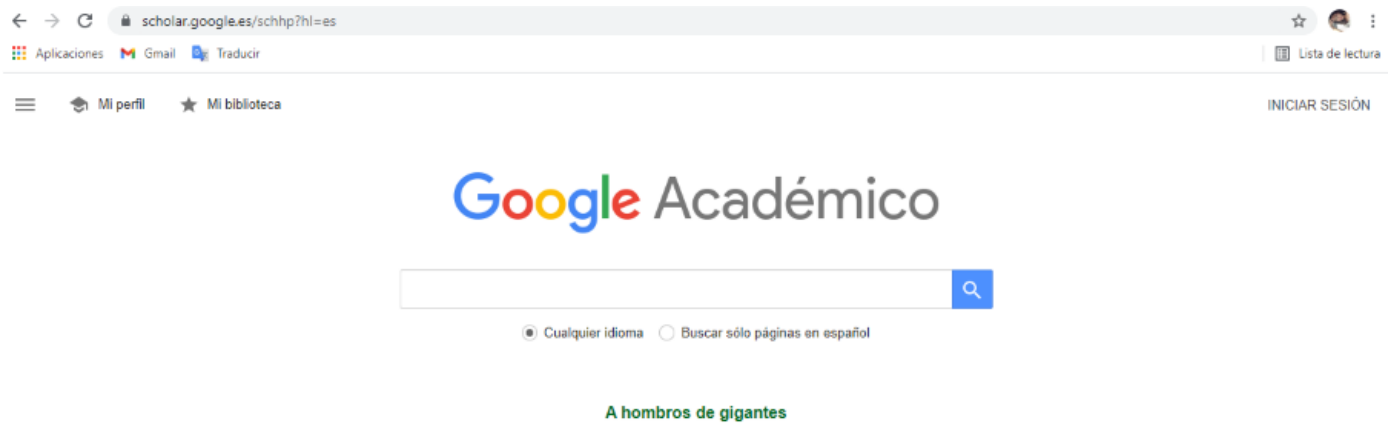 scholar.google.es/schhp?hl=es
Aplicaciones Gmail Traducir Lista de lectura
Mi perfil Mi biblioteca INICIAR SESIÓN
Google Académico
Cualquier idioma Buscar sólo páginas en español
A hombros de gigantes